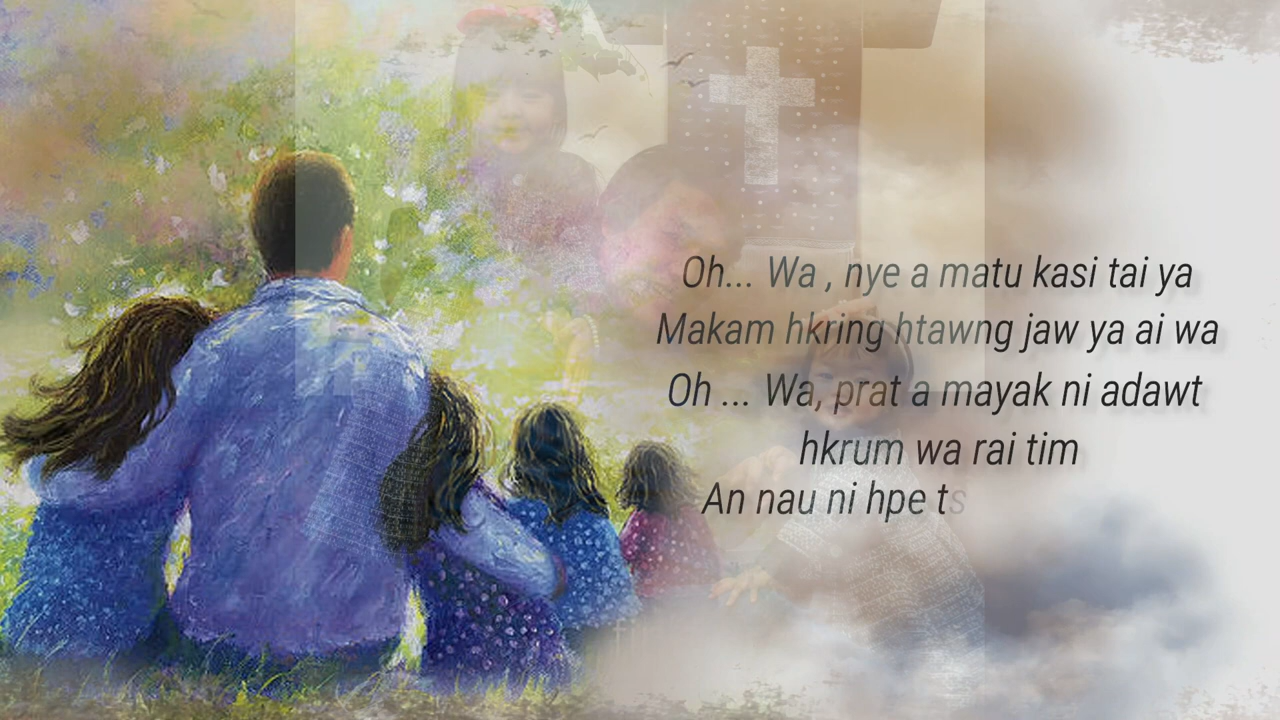 Oh... Wa , nye a matu kasi tai ya
Makam hkring htawng jaw ya ai wa
Oh ... Wa, prat a mayak ni adawt
hkrum wa rai tim
An nau ni hpe ts